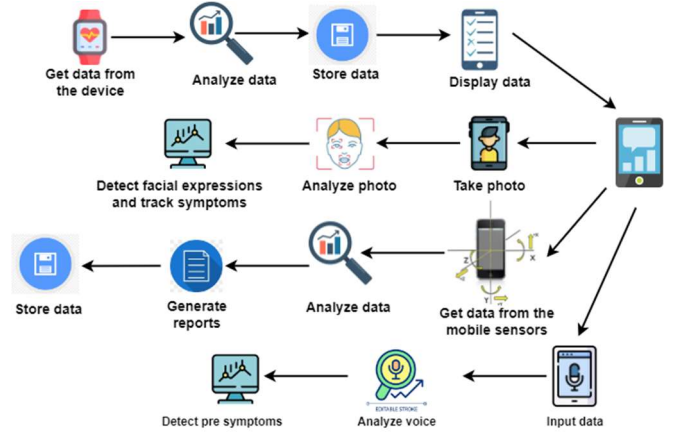 Get data from
the device
Analyze data
Store data
Display data
Detect facial expressions
and track symptoms
Analyze photo
Take photo
Store data
Generate
reports
Analyze data
Get data from the
mobile sensors
Z
X
Y
Detect pre symptoms
EDITABLE STROKE
Analyze voice
Input data